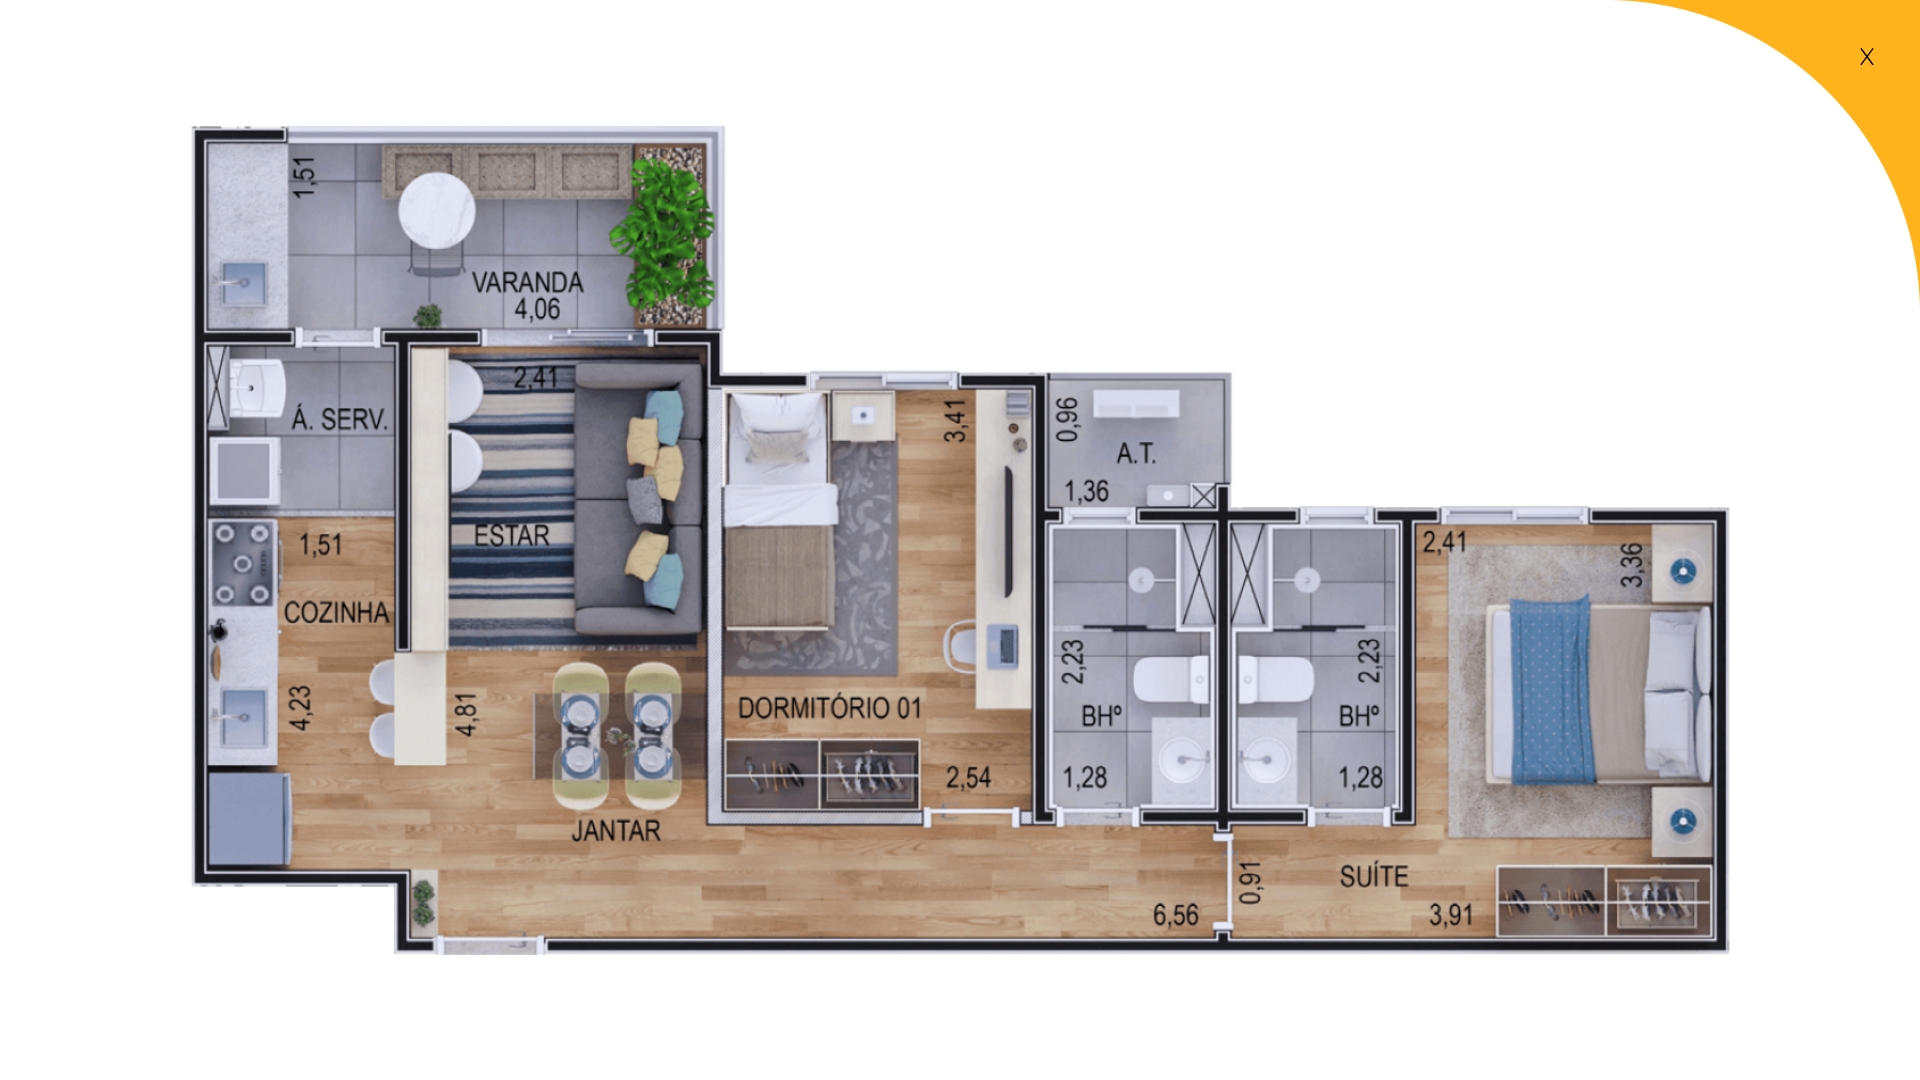 X
1,51
VARANDA
4,06
2,41
Á. SERV.
3,41
0,96
A.T.
1,36
ESTAR
1,51
2,41
3,36
COZINHA
2,23
2,23
4,23
4,81
DORMITÓRIO 01
BHº
BHº
2,54
1,28
1,28
JANTAR
0,91
SUÍTE
6,56
3,91